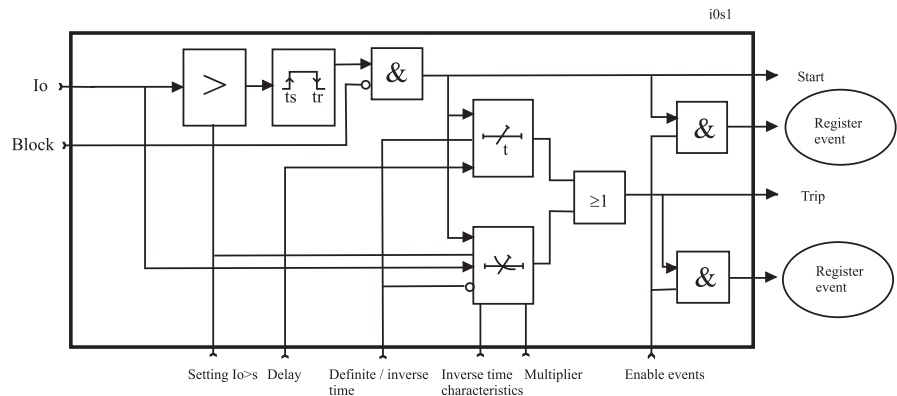 i0s1
Io
>
ts tr
&
Start
Block
t
&
Register
event
≥1
Trip
&
Register
event
Setting Io>s
Delay
Definite / inverse
time
Inverse time
characteristics
Multiplier
Enable events